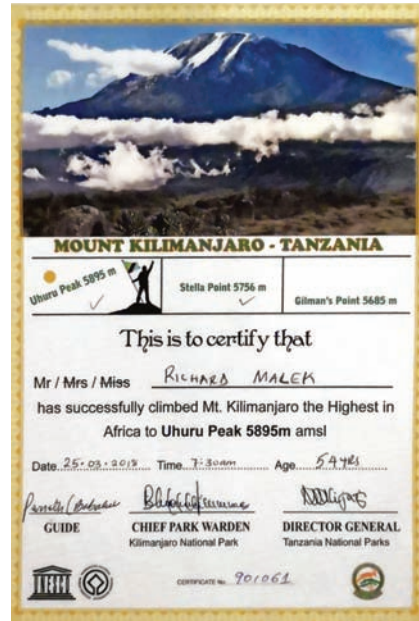 MOUNT KILIMANJARO - TANZANIA
Uhuru Peak 5895 m
Stella Point 5756 m
Gilman's Point 5685 m
This is to certify that
Mr / Mrs / Miss RICHARD MALEK
has successfully climbed Mt. Kilimanjaro the Highest in
Africa to Uhuru Peak 5895m amsl
Date 25-03-2018 Time 7:30am Age 54 yrs
GUIDE CHIEF PARK WARDEN DIRECTOR GENERAL
Kilimanjaro National Park Tanzania National Parks
CERTIFICATE No. 901061